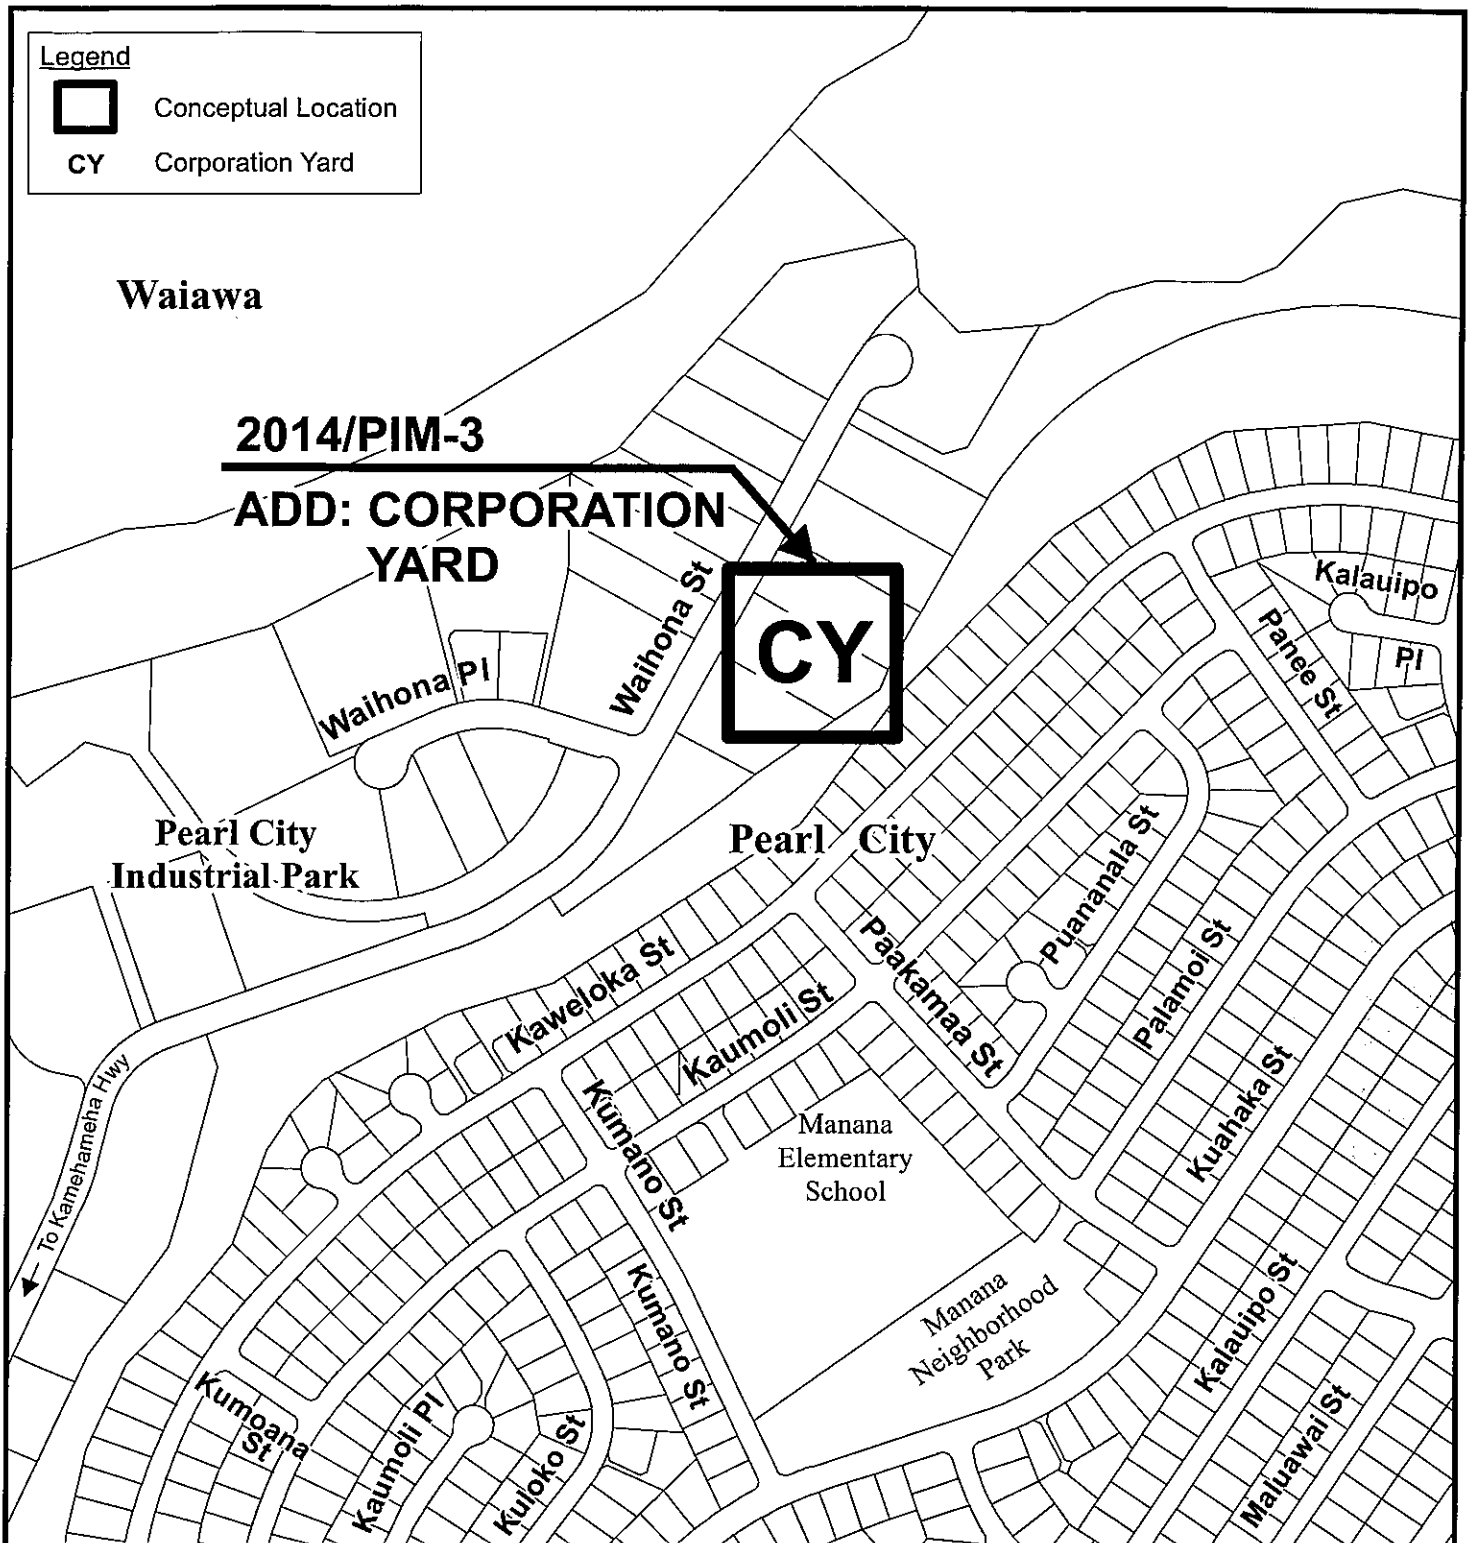 Legend
Conceptual Location
CY Corporation Yard
Waiawa
2014/PIM-3
ADD: CORPORATION
YARD
CY
Waihona St
Waihona Pl
Kalauipo
Pl
Panee St
Pearl City
Industrial Park
Pearl City
Puananala St
Paakamaa St
Palamoi St
Kaweloka St
Kaumoli St
Kuahaka St
Kumano St
Manana
Elementary
School
To Kamehameha Hwy
Kumano St
Manana
Neighborhood
Park
Kalauipo St
Kumoana
St
Kaumoli Pl
Kuloko St
Maluawai St